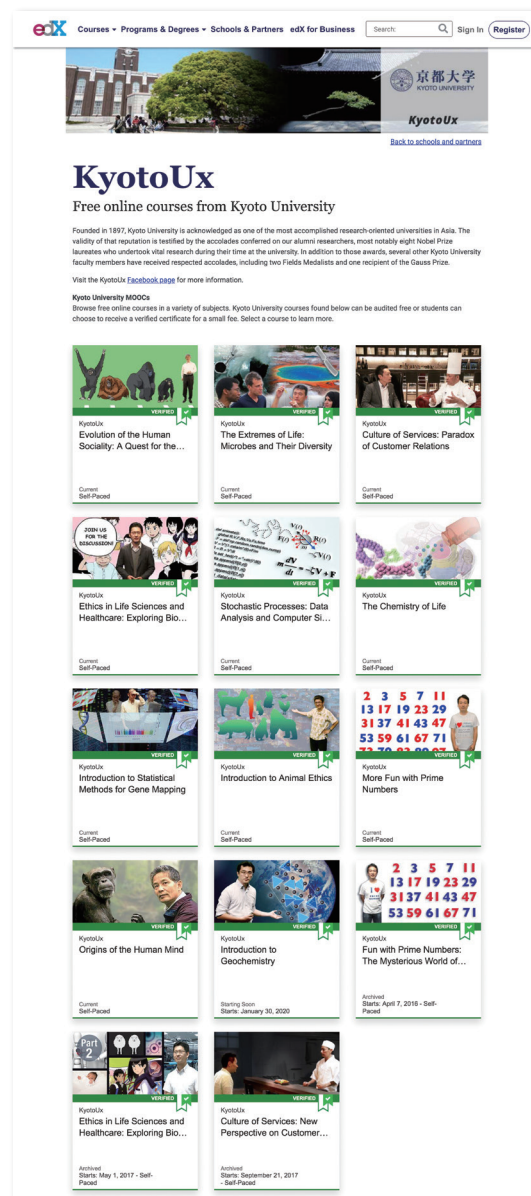 edX Courses Programs & Degrees Schools & Partners edX for Business Search: Sign In Register
京都大学
KYOTO UNIVERSITY
KyotoUx
Back to schools and partners
KyotoUx
Free online courses from Kyoto University
Founded in 1897, Kyoto University is acknowledged as one of the most accomplished research-oriented universities in Asia. The
validity of that reputation is testified by the accolades conferred on our alumni researchers, most notably eight Nobel Prize
laureates who undertook vital research during their time at the university. In addition to those awards, several other Kyoto University
faculty members have received respected accolades, including two Fields Medalists and one recipient of the Gauss Prize.
Visit the KyotoUx Facebook page for more information.
Kyoto University MOOCs
Browse free online courses in a variety of subjects. Kyoto University courses found below can be audited free or students can
choose to receive a verified certificate for a small fee. Select a course to learn more.
VERIFIED
KyotoUx
Evolution of the Human
Sociality: A Quest for the...
Current
Self-Paced
VERIFIED
KyotoUx
The Extremes of Life:
Microbes and Their Diversity
Current
Self-Paced
VERIFIED
KyotoUx
Culture of Services: Paradox
of Customer Relations
Current
Self-Paced
JOIN US
FOR THE
DISCUSSION!
VERIFIED
KyotoUx
Ethics in Life Sciences and
Healthcare: Exploring Bio...
Current
Self-Paced
VERIFIED
KyotoUx
Stochastic Processes: Data
Analysis and Computer Si...
Current
Self-Paced
VERIFIED
KyotoUx
The Chemistry of Life
Current
Self-Paced
VERIFIED
KyotoUx
Introduction to Statistical
Methods for Gene Mapping
Current
Self-Paced
VERIFIED
KyotoUx
Introduction to Animal Ethics
Current
Self-Paced
2 3 5 7 11
13 17 19 23 29
31 37 41 43 47
53 59 61 67 71
VERIFIED
KyotoUx
More Fun with Prime
Numbers
Current
Self-Paced
VERIFIED
KyotoUx
Origins of the Human Mind
Current
Self-Paced
VERIFIED
KyotoUx
Introduction to
Geochemistry
Starting Soon
Starts: January 30, 2020
2 3 5 7 11
13 17 19 23 29
31 37 41 43 47
53 59 61 67 71
VERIFIED
KyotoUx
Fun with Prime Numbers:
The Mysterious World of...
Archived
Starts: April 7, 2016 - Self-
Paced
Part
2
VERIFIED
KyotoUx
Ethics in Life Sciences and
Healthcare: Exploring Bio...
Archived
Starts: May 1, 2017 - Self-
Paced
VERIFIED
KyotoUx
Culture of Services: New
Perspective on Customer...
Archived
Starts: September 21, 2017
- Self-Paced